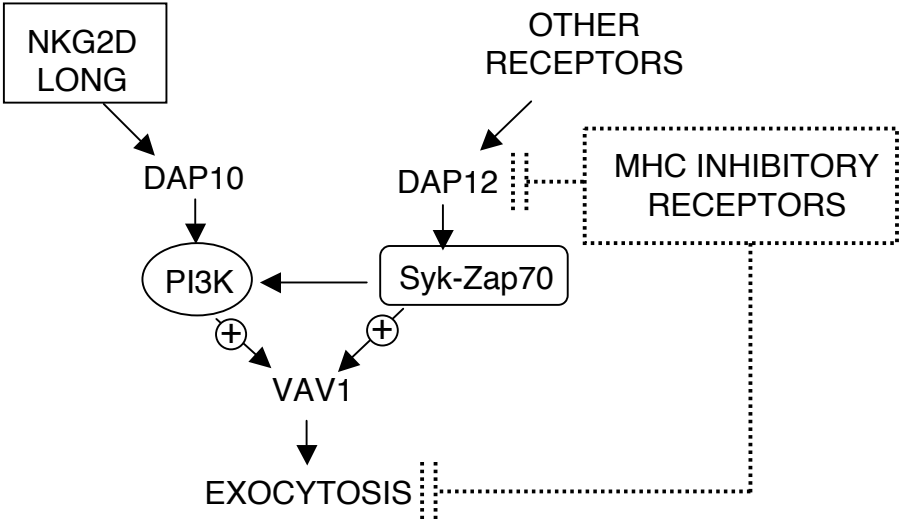 NKG2D
LONG
OTHER
RECEPTORS
DAP10
DAP12
MHC INHIBITORY
RECEPTORS
PI3K
Syk-Zap70
+
+
VAV1
EXOCYTOSIS